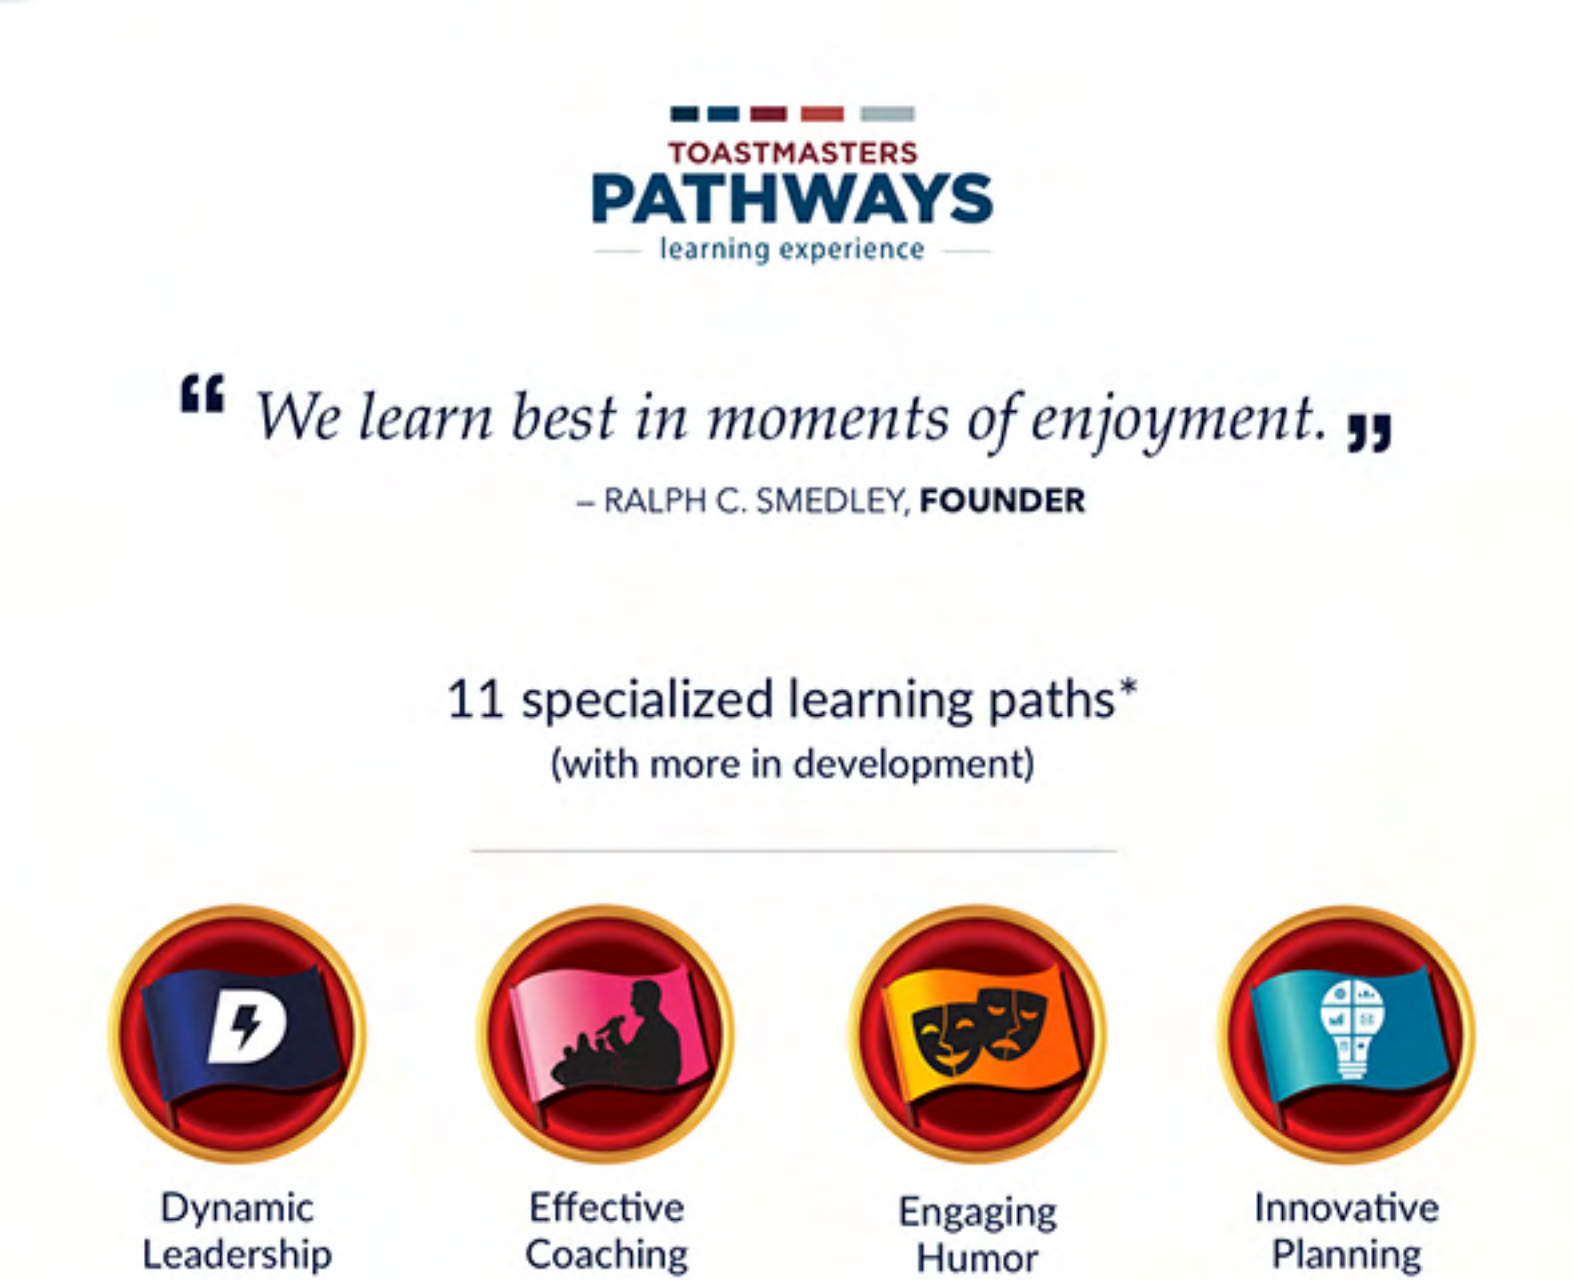 TOASTMASTERS
PATHWAYS
learning experience
“ We learn best in moments of enjoyment. ”
– RALPH C. SMEDLEY, FOUNDER
11 specialized learning paths*
(with more in development)
D
Dynamic
Leadership
Effective
Coaching
Engaging
Humor
Innovative
Planning